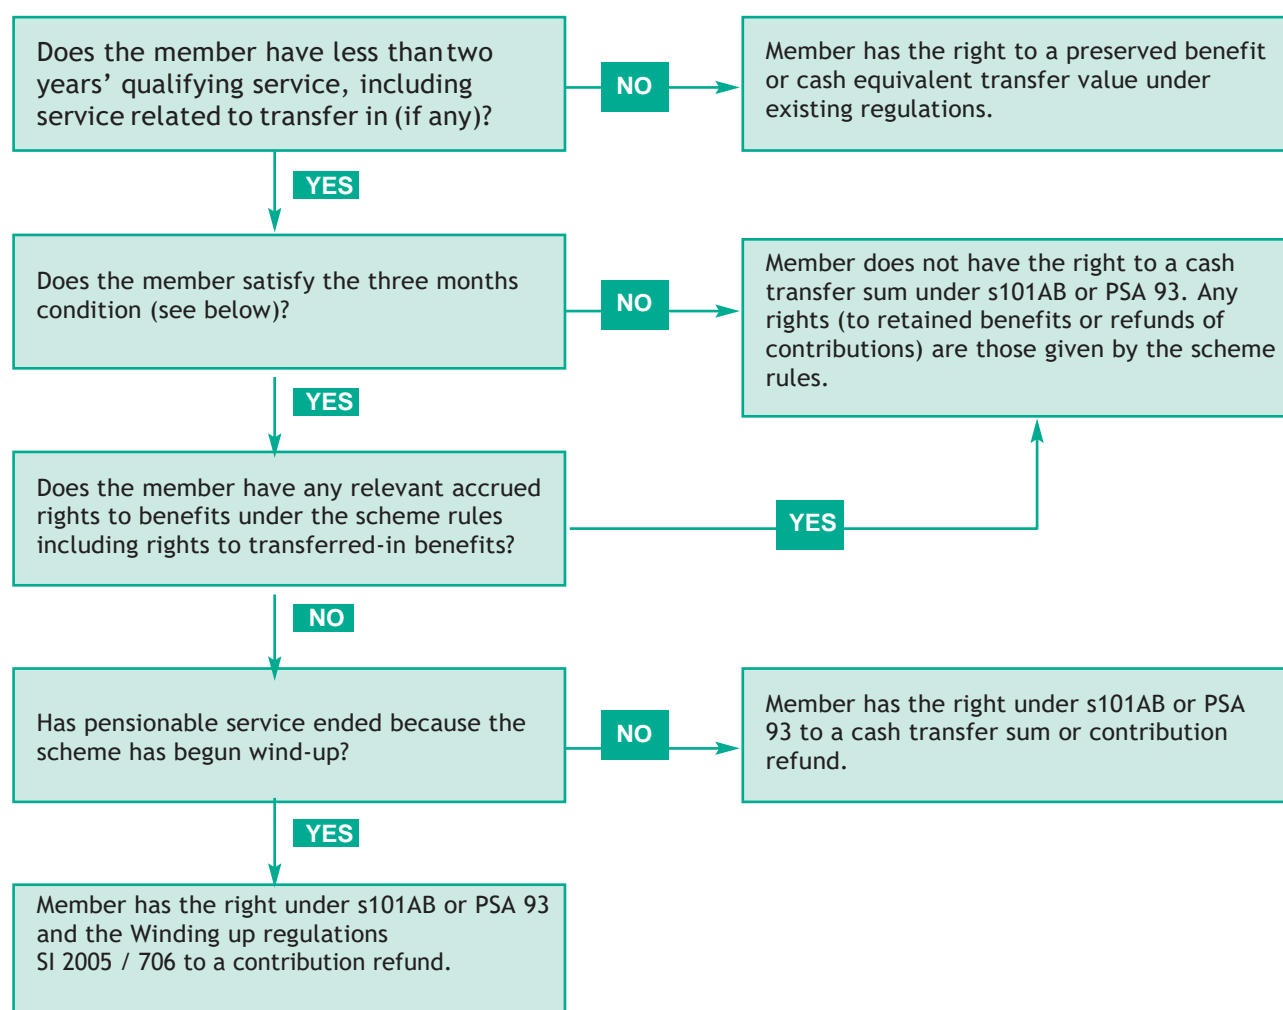 Does the member have less than two
years’ qualifying service, including
service related to transfer in (if any)?
NO
Member has the right to a preserved benefit
or cash equivalent transfer value under
existing regulations.
YES
Does the member satisfy the three months
condition (see below)?
NO
Member does not have the right to a cash
transfer sum under s101AB or PSA 93. Any
rights (to retained benefits or refunds of
contributions) are those given by the scheme
rules.
YES
Does the member have any relevant accrued
rights to benefits under the scheme rules
including rights to transferred-in benefits?
YES
NO
Has pensionable service ended because the
scheme has begun wind-up?
NO
Member has the right under s101AB or PSA
93 to a cash transfer sum or contribution
refund.
YES
Member has the right under s101AB or PSA 93
and the Winding up regulations
SI 2005 / 706 to a contribution refund.